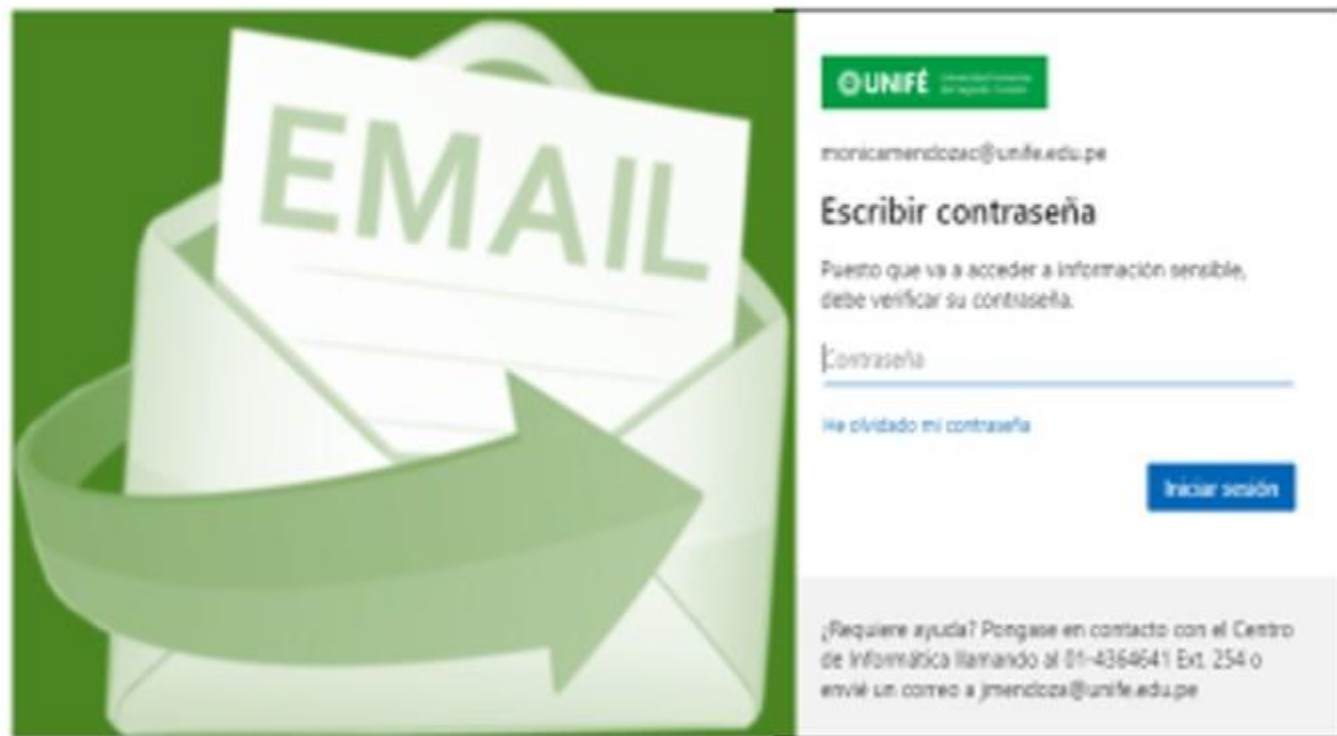 EMAIL
UNIFÉ
monicamendozac@unife.edu.pe
Escribir contraseña
Puesto que va a acceder a información sensible,
debe verificar su contraseña.
Contraseña
He olvidado mi contraseña
Iniciar sesión
¿Requiere ayuda? Pongase en contacto con el Centro
de Informática llamando al 01-4364641 Ext. 254 o
envié un correo a jmendoza@unife.edu.pe